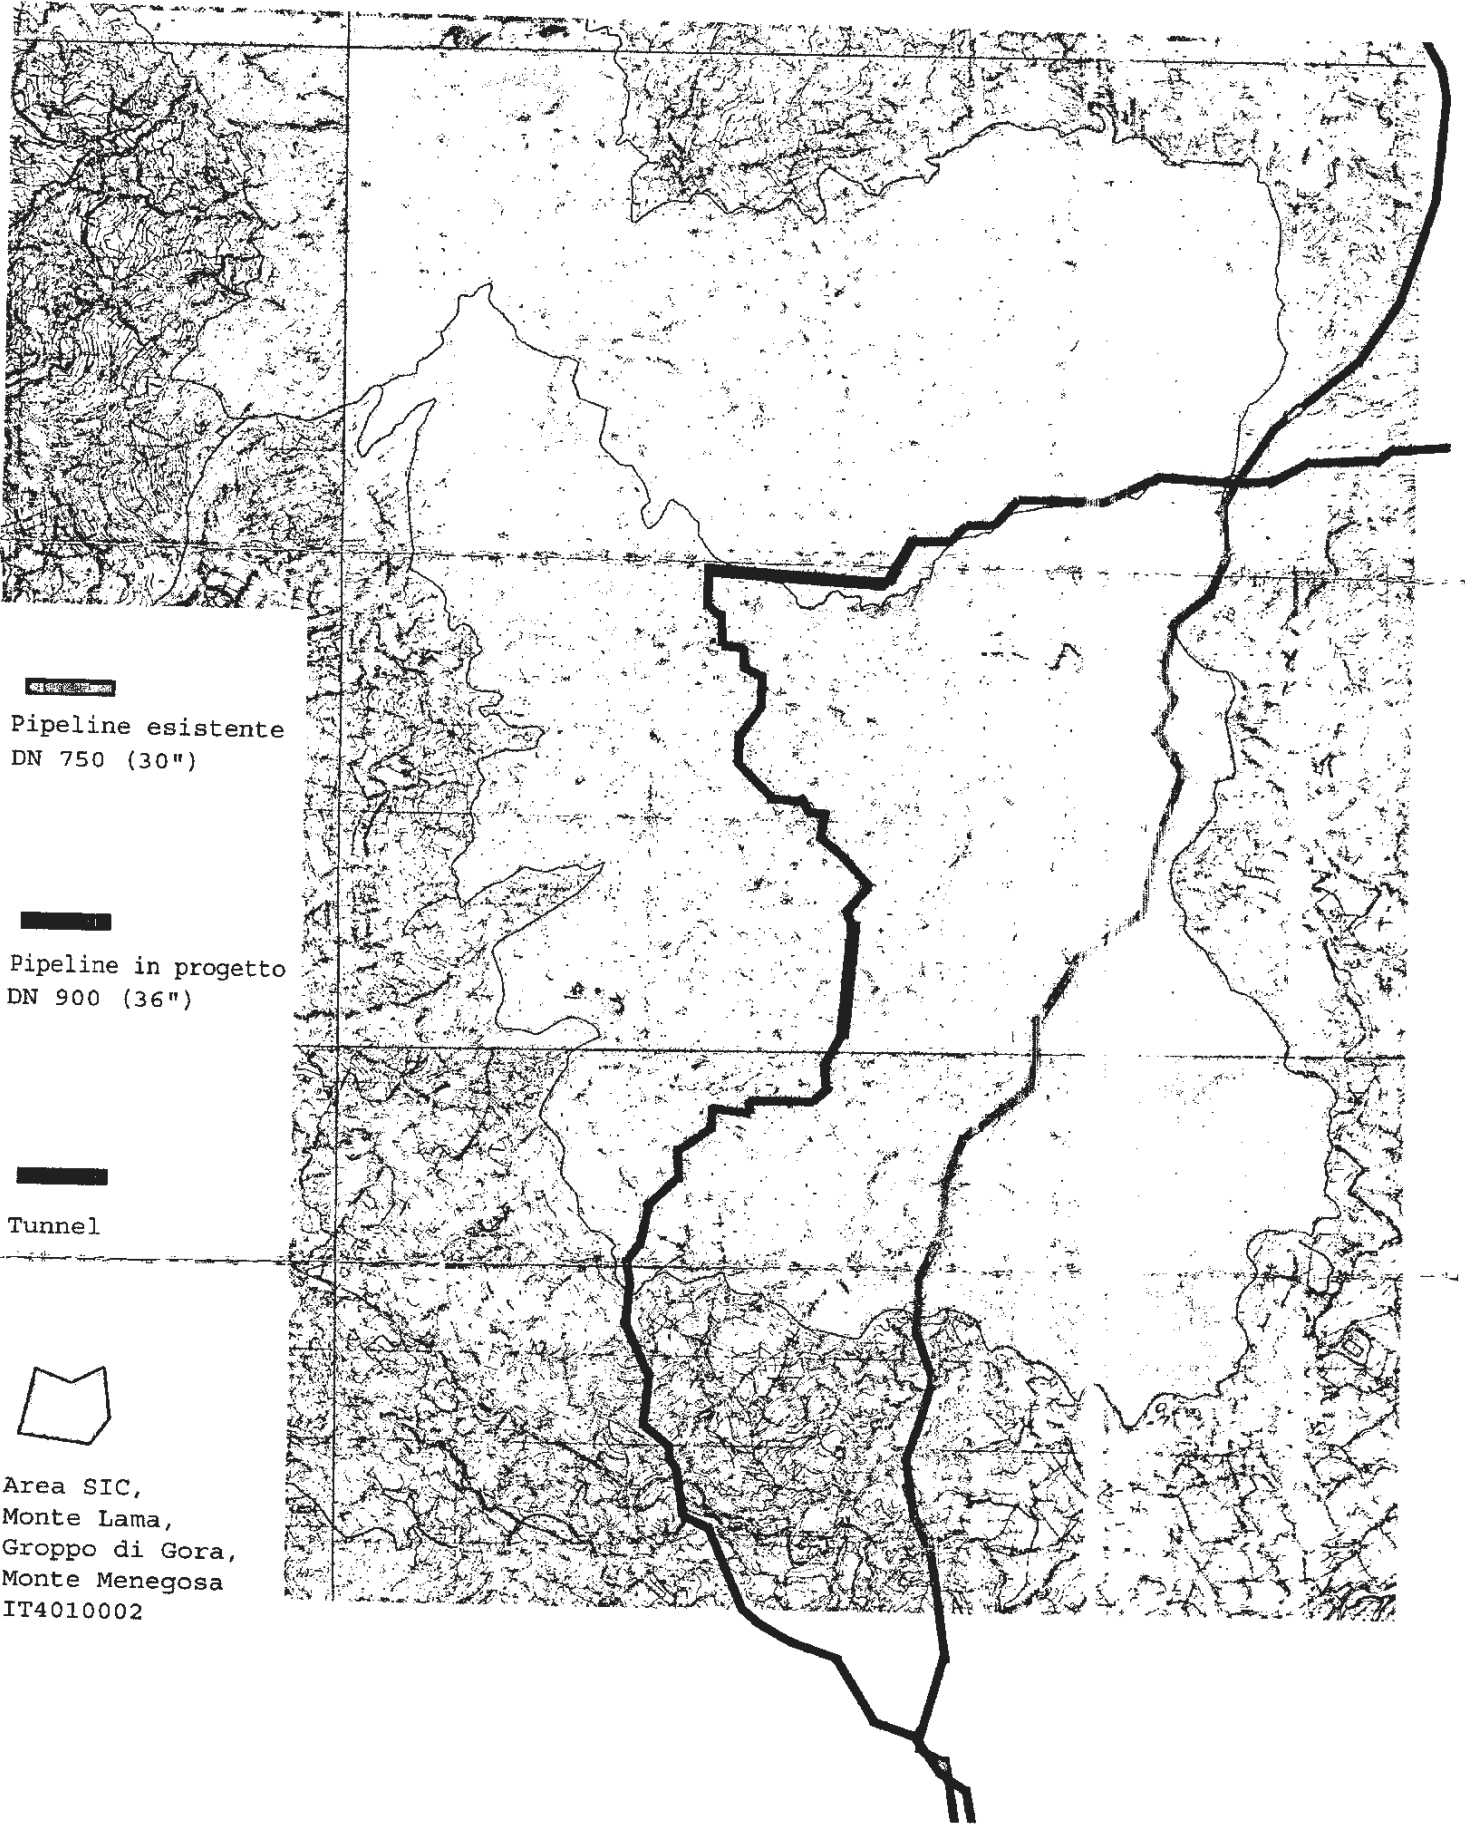 Pipeline esistente
DN 750 (30")
Pipeline in progetto
DN 900 (36")
Tunnel
Area SIC,
Monte Lama,
Groppo di Gora,
Monte Menegosa
IT4010002